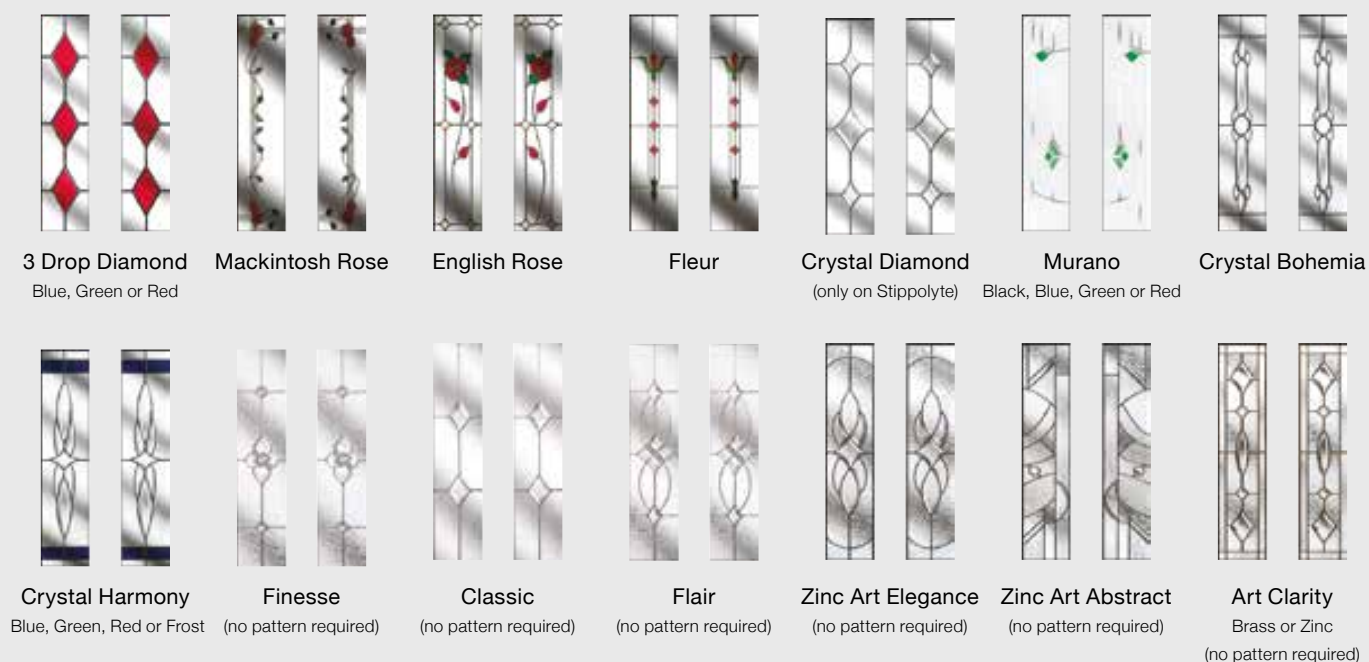 3 Drop Diamond
Blue, Green or Red
Mackintosh Rose
English Rose
Fleur
Crystal Diamond
(only on Stippolyte)
Murano
Black, Blue, Green or Red
Crystal Bohemia
Crystal Harmony
Blue, Green, Red or Frost
Finesse
(no pattern required)
Classic
(no pattern required)
Flair
(no pattern required)
Zinc Art Elegance
(no pattern required)
Zinc Art Abstract
(no pattern required)
Art Clarity
Brass or Zinc
(no pattern required)